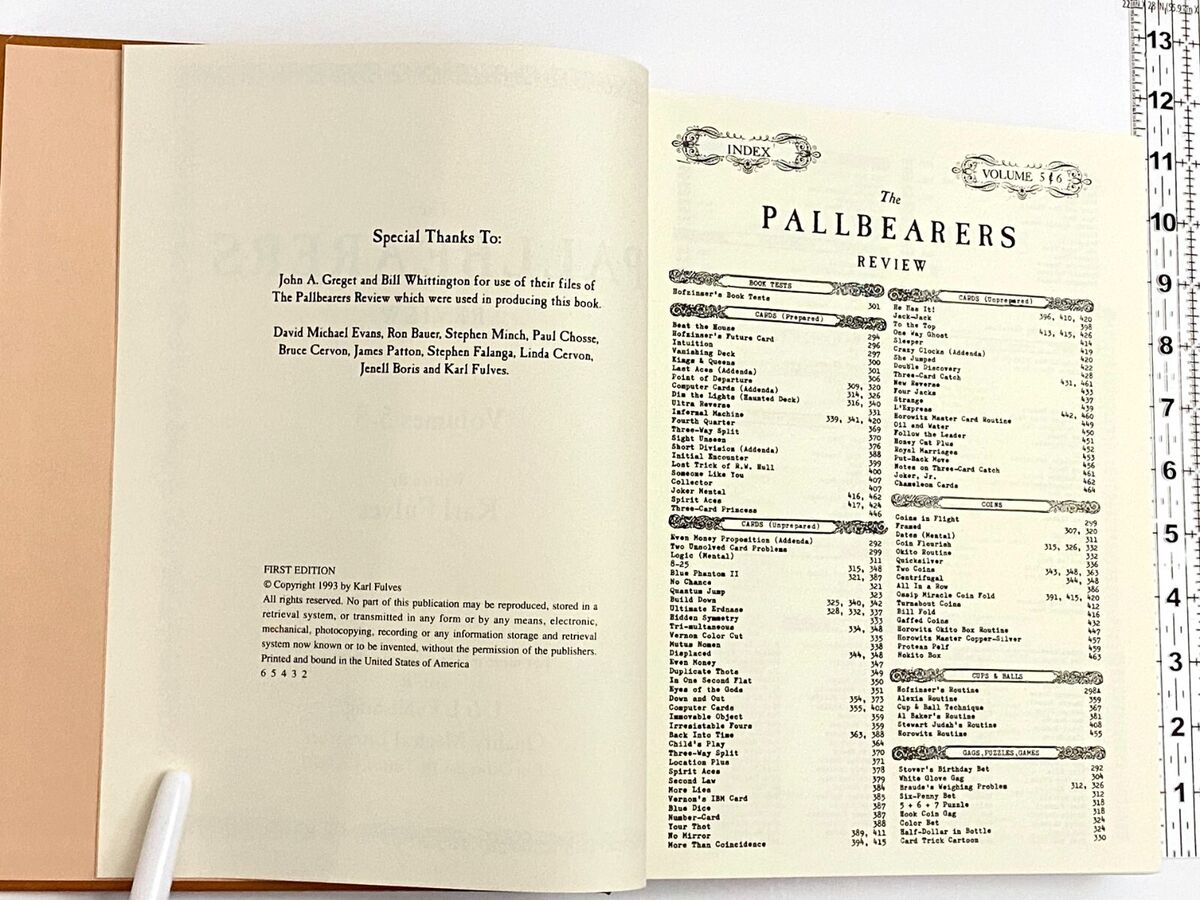 Special Thanks To:
John A. Greget and Bill Whittington for use of their files of
The Pallbearers Review which were used in producing this book.
David Michael Evans, Ron Bauer, Stephen Minch, Paul Chosse,
Bruce Cervon, James Patton, Stephen Falanga, Linda Cervon,
Jenell Boris and Karl Fulves.
FIRST EDITION
© Copyright 1993 by Karl Fulves
All rights reserved. No part of this publication may be reproduced, stored in a
retrieval system, or transmitted in any form or by any means, electronic,
mechanical, photocopying, recording or any information storage and retrieval
system now known or to be invented, without the permission of the publishers.
Printed and bound in the United States of America
6 5 4 3 2
INDEX
VOLUME 5&6
The
PALLBEARERS
REVIEW
BOOK TESTS
Hofzinser's Book Tests 301
CARDS (Prepared)
Beat the House 294
Hofzinser's Future Card 296
Intuition 297
Vanishing Deck 300
Kings & Queens 301
Last Aces (Addenda) 306
Point of Departure 309, 320
Computer Cards (Addenda) 314, 326
Dim the Lights (Haunted Deck) 316, 340
Ultra Reverse 331
Infernal Machine 339, 341, 420
Fourth Quarter 369
Three-Way Split 370
Sight Unseen 376
Short Division (Addenda) 388
Initial Encounter 399
Lost Trick of R.W. Hull 400
Someone Like You 407
Collector 407
Joker Mental 416, 462
Spirit Aces 417, 424
Three-Card Princess 446
CARDS (Unprepared)
Even Money Proposition (Addenda) 292
Two Unsolved Card Problems 299
Logic (Mental) 311
8-25 315, 348
Blue Phantom II 321, 387
No Chance 321
Quantum Jump 323
Build Down 325, 340, 342
Ultimate Erdnase 328, 332, 337
Hidden Symmetry 333
Tri-multaneous 334, 348
Vernon Color Cut 335
Mutus Nomen 338
Displaced 344, 348
Even Money 347
Duplicate Thots 349
In One Second Flat 350
Eyes of the Gods 351
Down and Out 354, 373
Computer Cards 355, 402
Immovable Object 359
Irresistable Fours 359
Back Into Time 363, 388
Child's Play 364
Three-Way Split 370
Location Plus 371
Spirit Aces 378
Second Law 379
More Lies 384
Vernon's IBM Card 385
Blue Dice 387
Number-Card 387
Your Thot 388
No Mirror 389, 411
More Than Coincidence 394, 415
CARDS (Unprepared)
He Has It! 396, 410, 420
Jack-Jack 398
To the Top 413, 415, 426
One Way Ghost 414
Sleeper 419
Crazy Clocks (Addenda) 420
She Jumped 422
Double Discovery 428
Three-Card Catch 431, 461
New Reverse 433
Four Jacks 437
Strange 439
L'Express 442, 460
Horowitz Master Card Routine 449
Oil and Water 450
Follow the Leader 451
Honey Cat Plus 452
Royal Marriages 453
Put-Back Move 456
Notes on Three-Card Catch 461
Joker, Jr. 462
Chameleon Cards 464
COINS
Coins in Flight 299
Framed 307, 320
Dates (Mental) 311
Coin Flourish 315, 326, 332
Okito Routine 332
Quicksilver
Two Coins 343, 348, 363
Centrifugal 344, 348
All In a Row 386
Ossip Miracle Coin Fold 391, 415, 420
Turnabout Coins 412
Bill Fold 416
Gaffed Coins 432
Horowitz Okito Box Routine 447
Horowitz Master Copper-Silver 457
Protean Pelf 459
Nokito Box 463
CUPS & BALLS
Hofzinser's Routine 298A
Alexis Routine 359
Cup & Ball Technique 367
Al Baker's Routine 381
Stewart Judah's Routine 408
Horowitz Routine 455
GAGS,PUZZLES,GAMES
Stover's Birthday Bet 292
White Glove Gag 304
Braude's Weighing Problem 312, 326
Six-Penny Bet 312
5 + 6 + 7 Puzzle 318
Hook Coin Gag 318
Color Bet 324
Half-Dollar in Bottle 324
Card Trick Cartoon 330
13
12
11
10
9
8
7
6
5
4
3
2
1